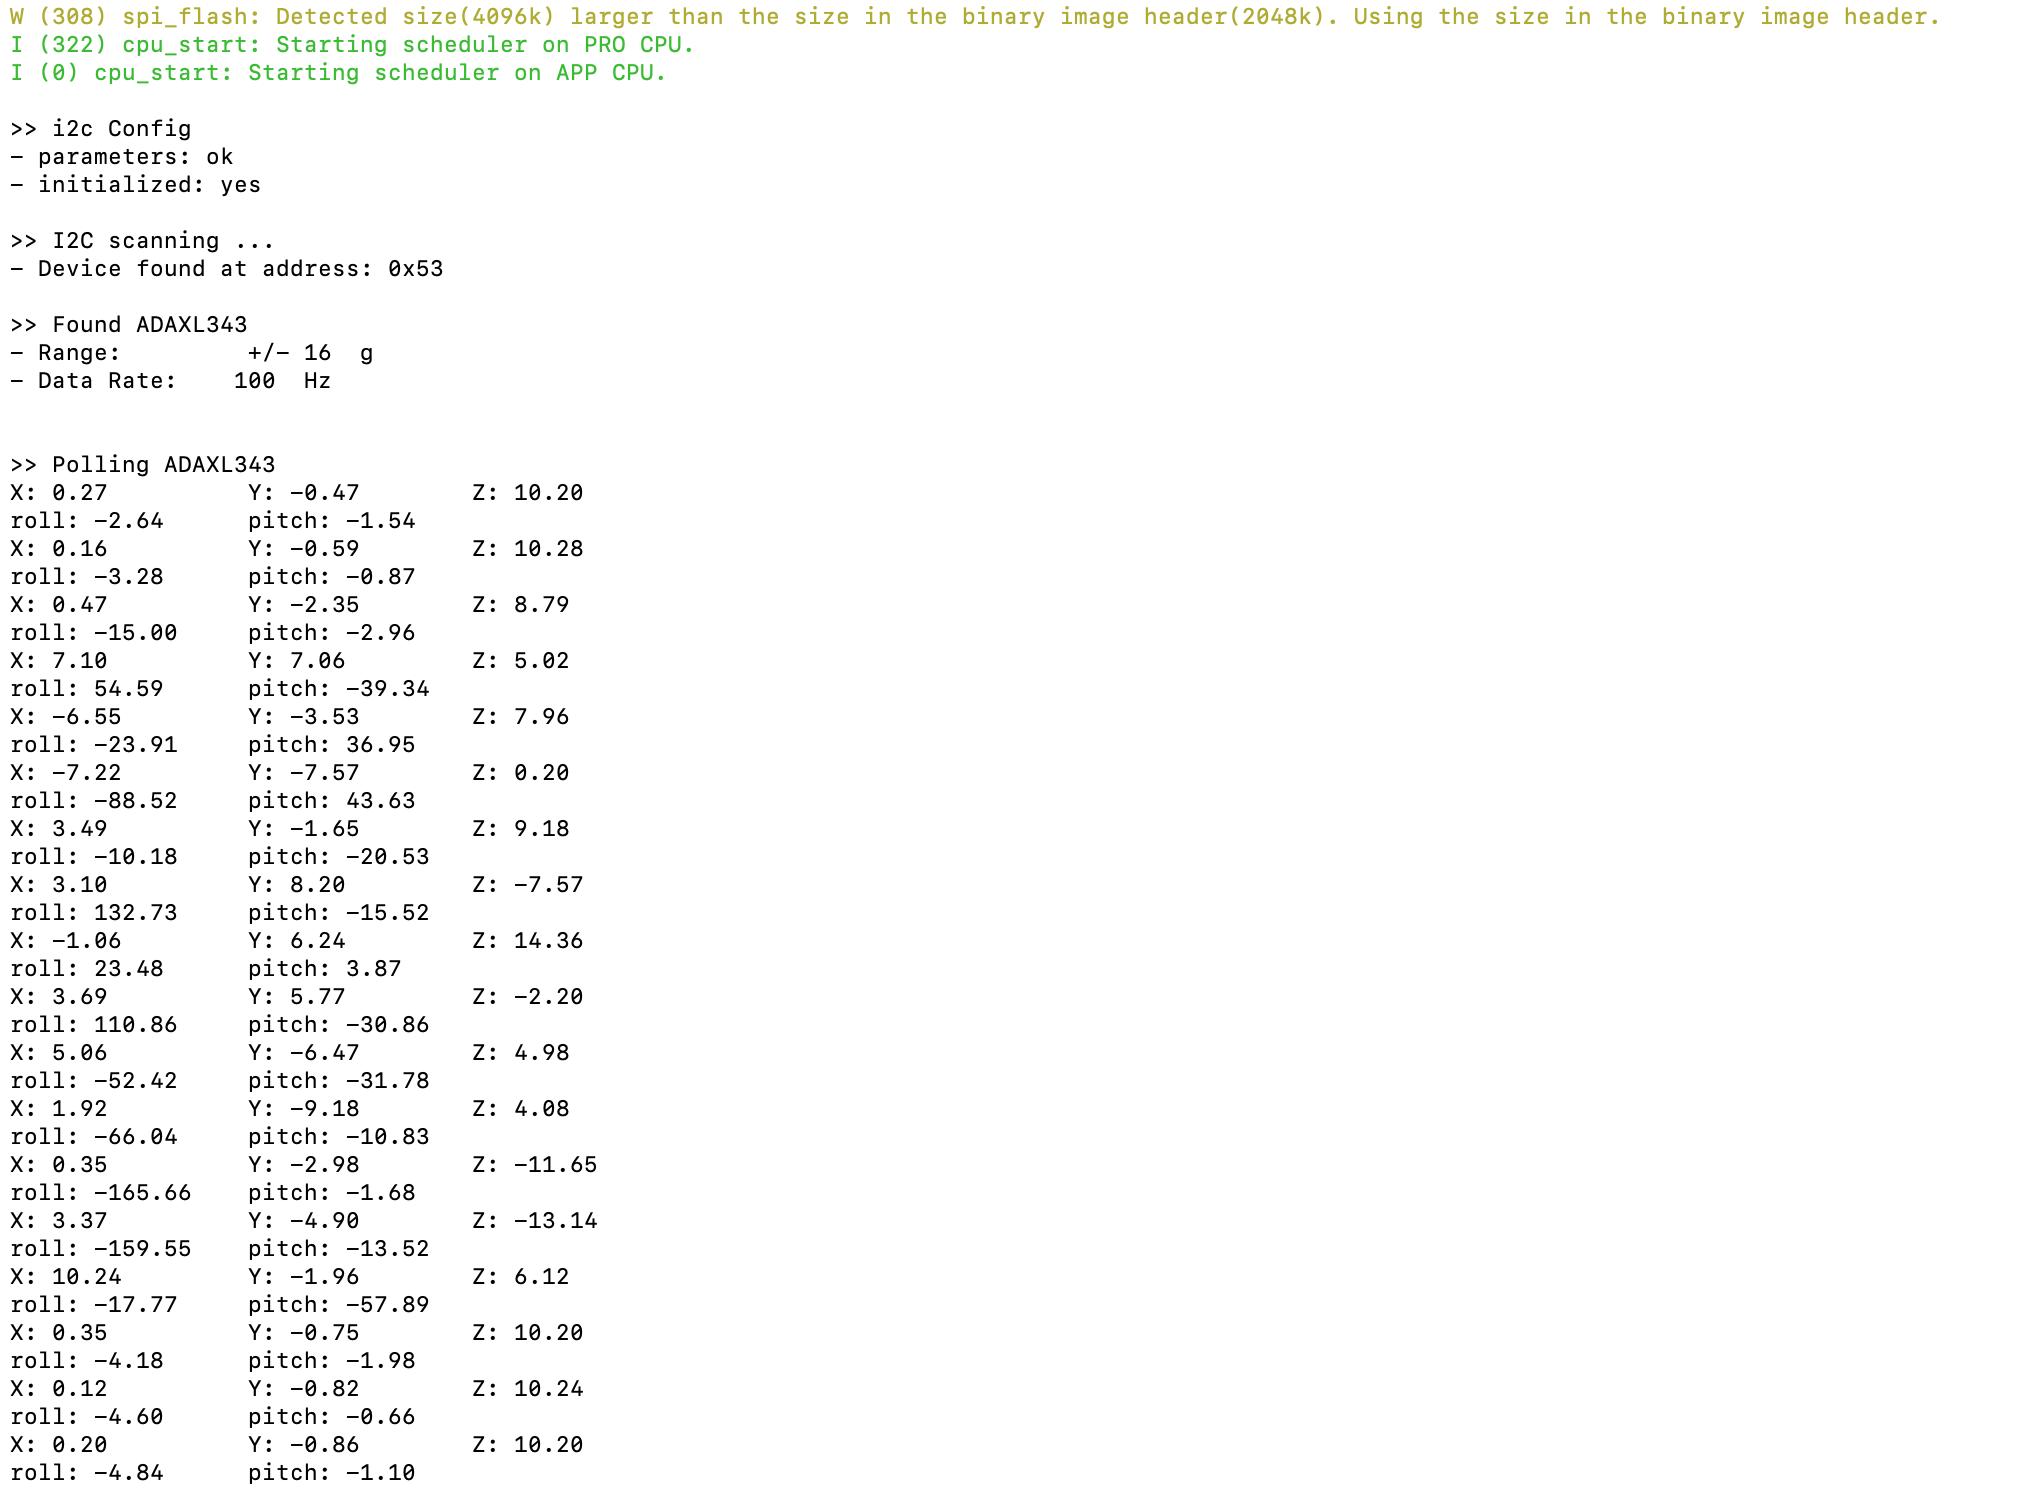 W (308) spi_flash: Detected size(4096k) larger than the size in the binary image header(2048k). Using the size in the binary image header.
I (322) cpu_start: Starting scheduler on PRO CPU.
I (0) cpu_start: Starting scheduler on APP CPU.
>> i2c Config
- parameters: ok
- initialized: yes
>> I2C scanning ...
- Device found at address: 0x53
>> Found ADAXL343
- Range: +/- 16 g
- Data Rate: 100 Hz
>> Polling ADAXL343
X: 0.27 Y: -0.47 Z: 10.20
roll: -2.64 pitch: -1.54
X: 0.16 Y: -0.59 Z: 10.28
roll: -3.28 pitch: -0.87
X: 0.47 Y: -2.35 Z: 8.79
roll: -15.00 pitch: -2.96
X: 7.10 Y: 7.06 Z: 5.02
roll: 54.59 pitch: -39.34
X: -6.55 Y: -3.53 Z: 7.96
roll: -23.91 pitch: 36.95
X: -7.22 Y: -7.57 Z: 0.20
roll: -88.52 pitch: 43.63
X: 3.49 Y: -1.65 Z: 9.18
roll: -10.18 pitch: -20.53
X: 3.10 Y: 8.20 Z: -7.57
roll: 132.73 pitch: -15.52
X: -1.06 Y: 6.24 Z: 14.36
roll: 23.48 pitch: 3.87
X: 3.69 Y: 5.77 Z: -2.20
roll: 110.86 pitch: -30.86
X: 5.06 Y: -6.47 Z: 4.98
roll: -52.42 pitch: -31.78
X: 1.92 Y: -9.18 Z: 4.08
roll: -66.04 pitch: -10.83
X: 0.35 Y: -2.98 Z: -11.65
roll: -165.66 pitch: -1.68
X: 3.37 Y: -4.90 Z: -13.14
roll: -159.55 pitch: -13.52
X: 10.24 Y: -1.96 Z: 6.12
roll: -17.77 pitch: -57.89
X: 0.35 Y: -0.75 Z: 10.20
roll: -4.18 pitch: -1.98
X: 0.12 Y: -0.82 Z: 10.24
roll: -4.60 pitch: -0.66
X: 0.20 Y: -0.86 Z: 10.20
roll: -4.84 pitch: -1.10